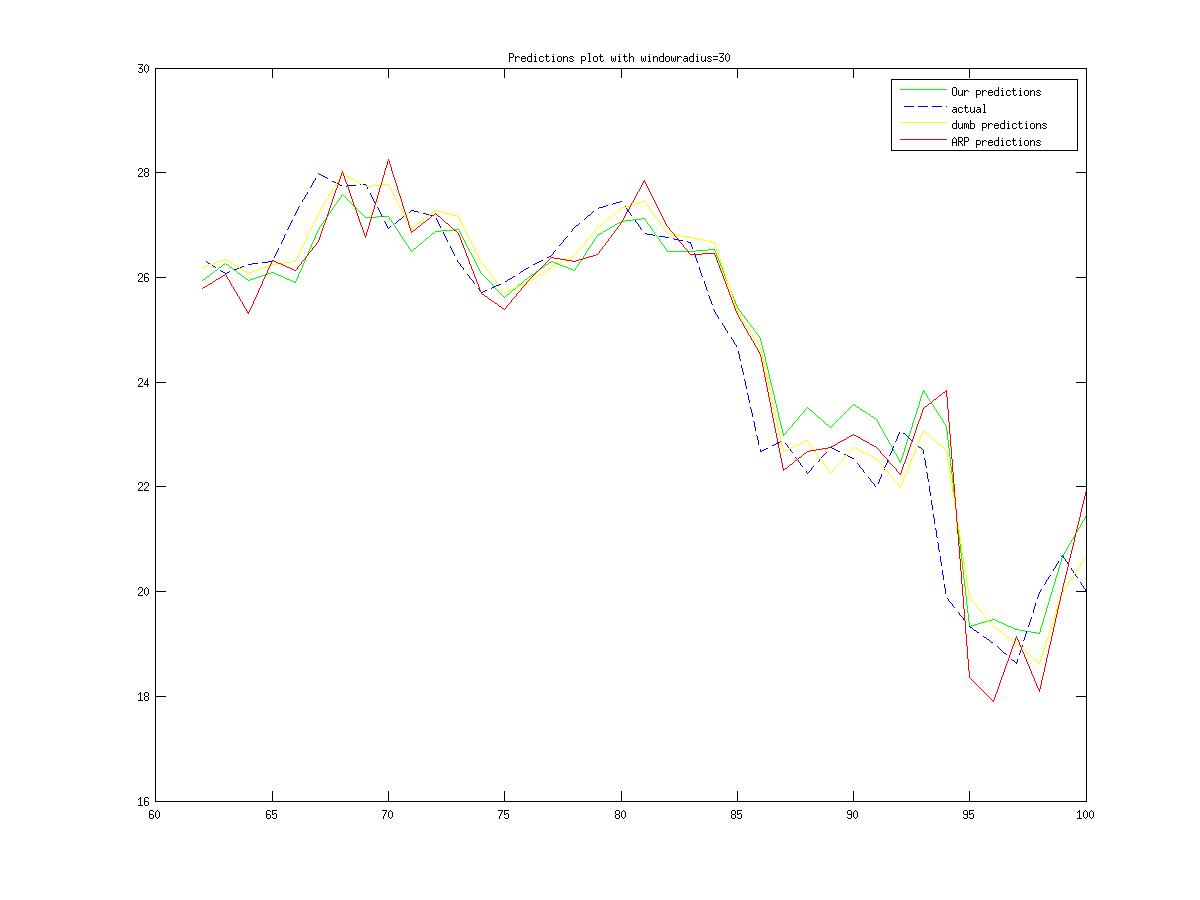 Predictions plot with windowradius=30
30
Our predictions
actual
dumb predictions
ARP predictions
28
26
24
22
20
18
16
60 65 70 75 80 85 90 95 100